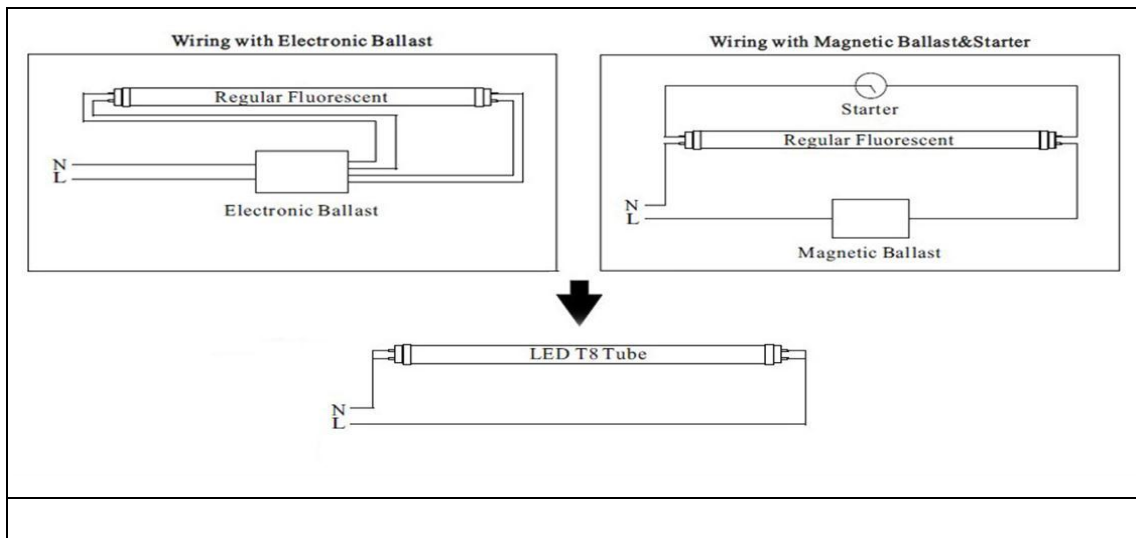 Wiring with Electronic Ballast
Regular Fluorescent
N
L
Electronic Ballast
Wiring with Magnetic Ballast&Starter
Starter
Regular Fluorescent
N
L
Magnetic Ballast
LED T8 Tube
N
L